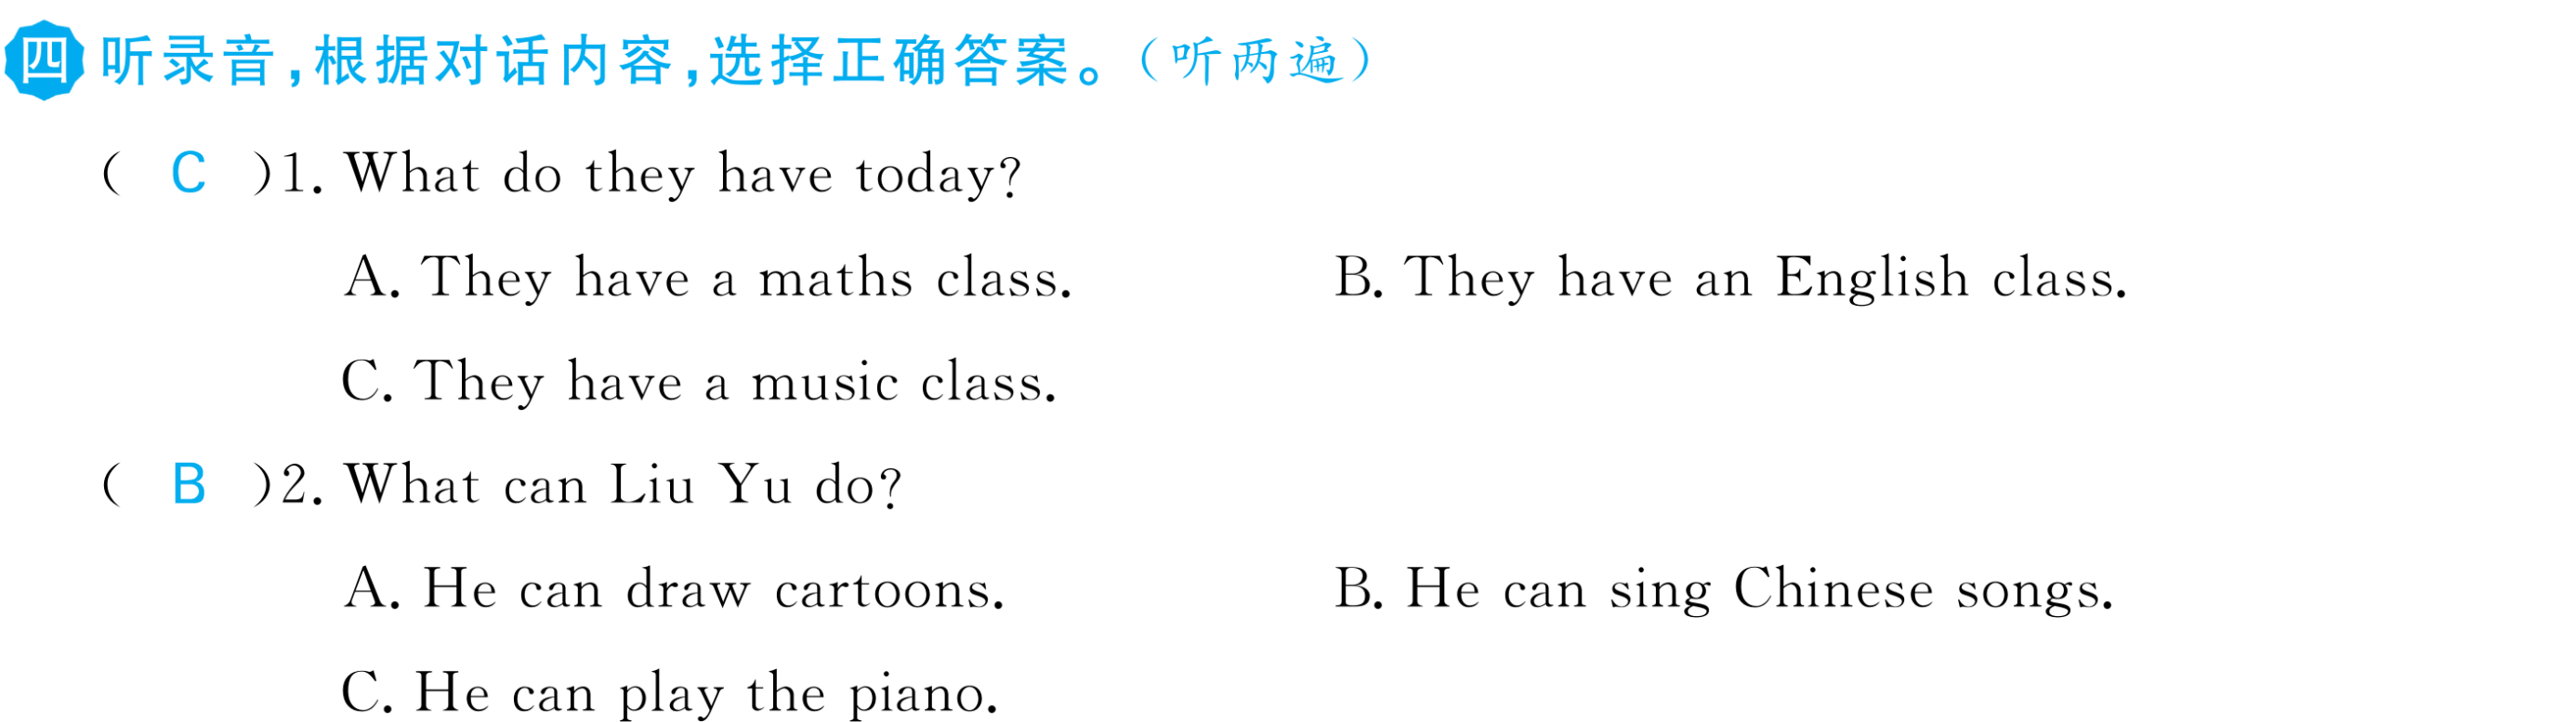 四 听录音,根据对话内容,选择正确答案。(听两遍)
( C )1. What do they have today?
A. They have a maths class. B. They have an English class.
C. They have a music class.
( B )2. What can Liu Yu do?
A. He can draw cartoons. B. He can sing Chinese songs.
C. He can play the piano.